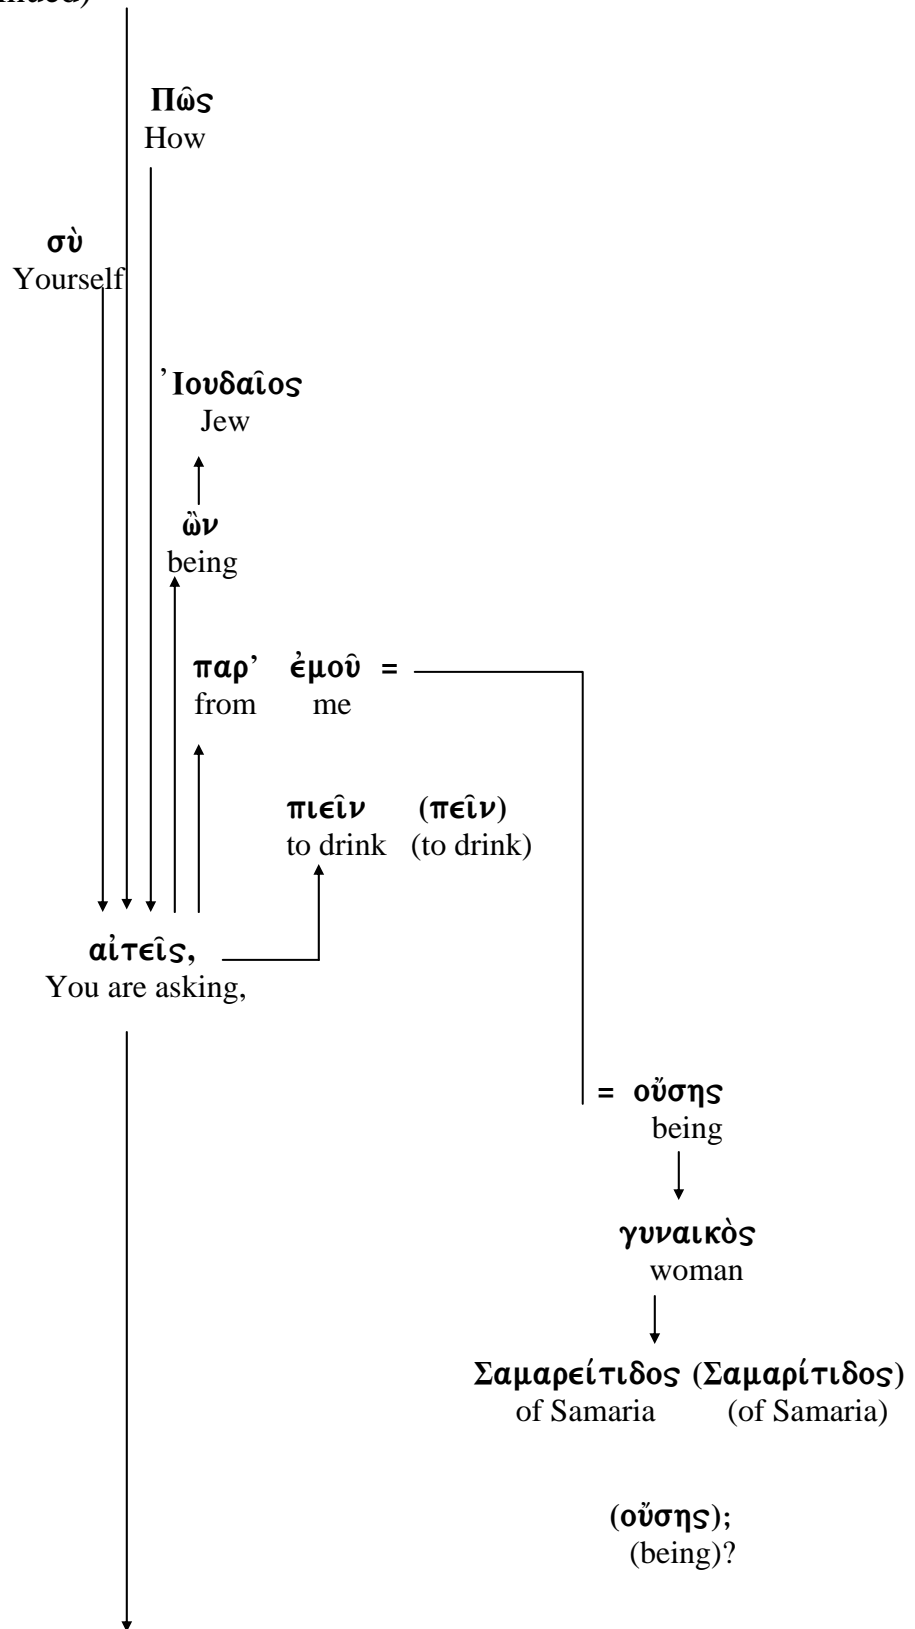 Πῶς
How
σὺ
Yourself
Ἰουδαῖος
Jew
ὢν
being
παρ’ ἐμοῦ =
from me
πιεῖν (πεῖν)
to drink (to drink)
αἰτεῖς,
You are asking,
= οὔσης
being
γυναικὸς
woman
Σαμαρείτιδος (Σαμαρίτιδος)
of Samaria (of Samaria)
(οὔσης);
(being)?